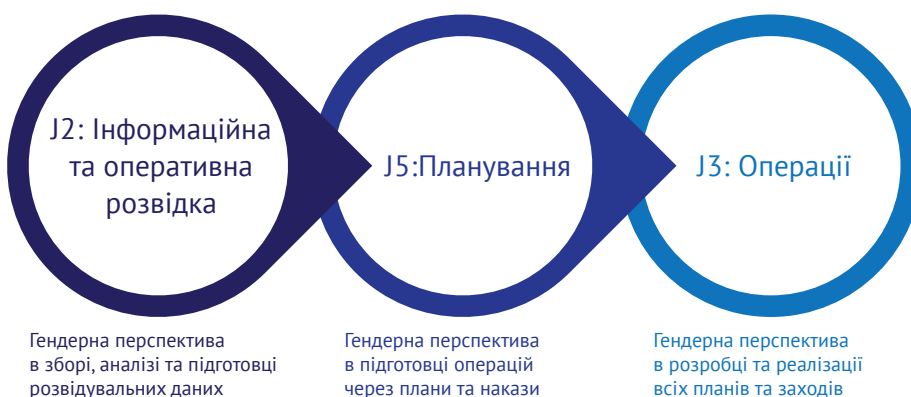 J2: Інформаційна
та оперативна
розвідка
J5:Планування
J3: Операції
Гендерна перспектива
в зборі, аналізі та підготовці
розвідувальних даних
Гендерна перспектива
в підготовці операцій
через плани та накази
Гендерна перспектива
в розробці та реалізації
всіх планів та заходів